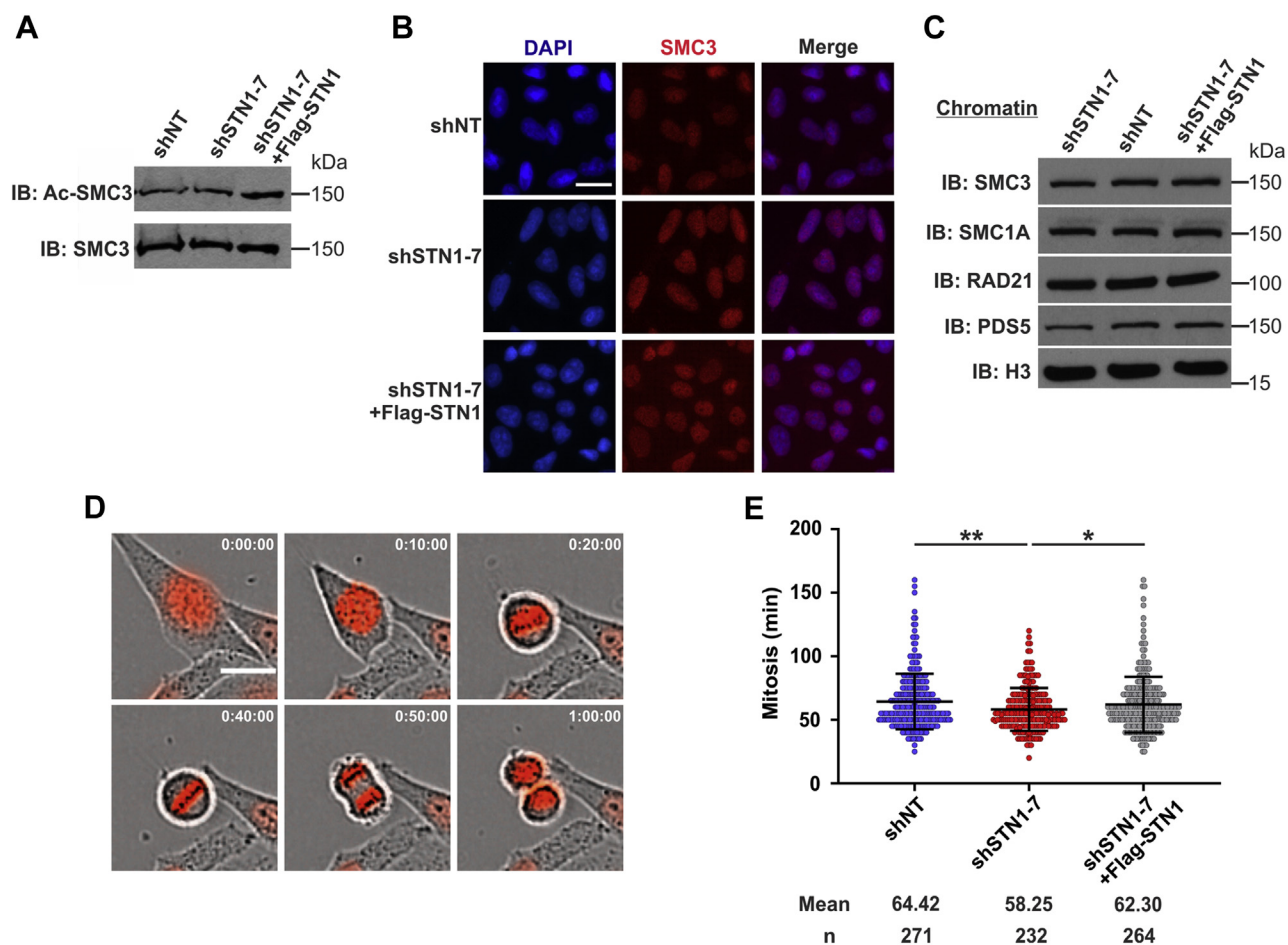 A
shNT
shSTN1-7
shSTN1-7
+Flag-STN1
kDa
IB: Ac-SMC3
150
IB: SMC3
150
B
DAPI
SMC3
Merge
shNT
shSTN1-7
shSTN1-7
+Flag-STN1
C
Chromatin
shSTN1-7
shNT
shSTN1-7
+Flag-STN1
kDa
IB: SMC3
150
IB: SMC1A
150
IB: RAD21
100
IB: PDS5
150
IB: H3
15
D
0:00:00
0:10:00
0:20:00
0:40:00
0:50:00
1:00:00
E
Mitosis (min)
200
150
100
50
0
**
*
shNT
shSTN1-7
shSTN1-7
+Flag-STN1
Mean 64.42 58.25 62.30
n 271 232 264